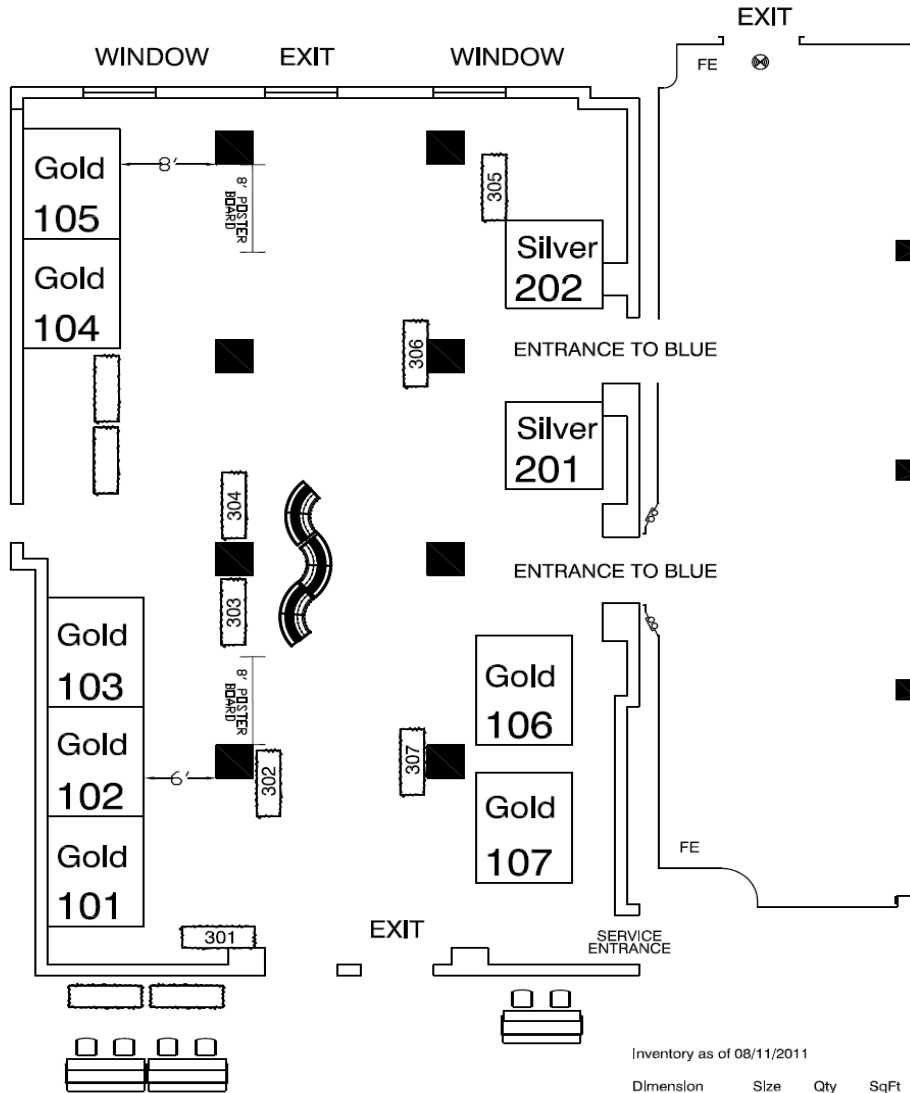 EXIT
WINDOW EXIT WINDOW
FE
Gold
105
8'
8' POSTER
BOARD
305
Silver
202
Gold
104
306
ENTRANCE TO BLUE
Silver
201
304
ENTRANCE TO BLUE
303
Gold
103
8' POSTER
BOARD
Gold
106
Gold
102
6'
302
307
Gold
107
Gold
101
FE
301
EXIT
SERVICE
ENTRANCE
Inventory as of 08/11/2011
Dimension Size Qty SqFt